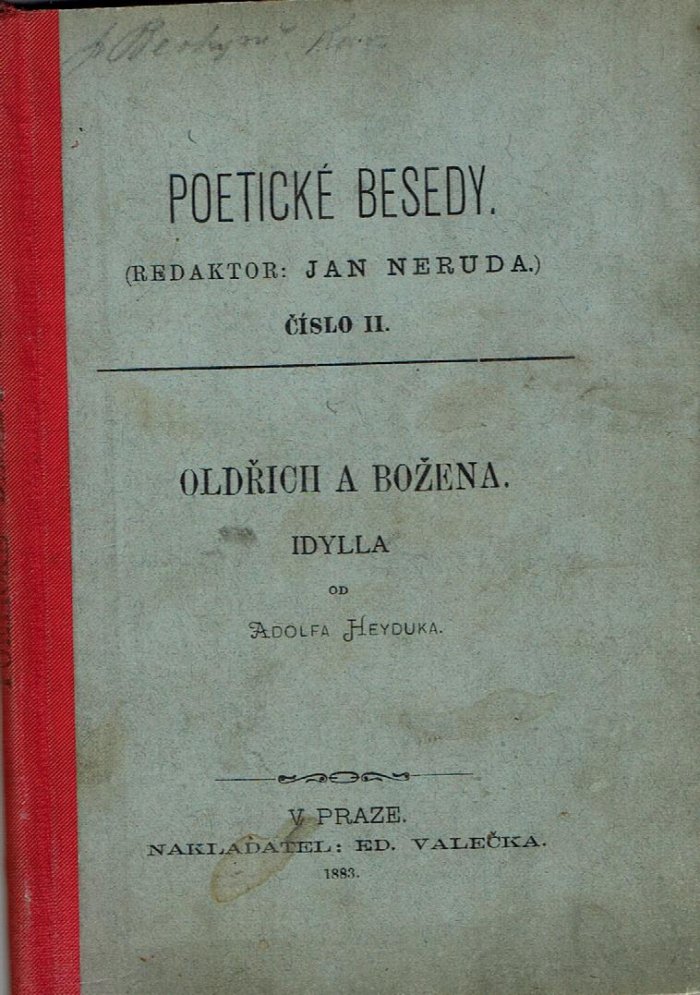 POETICKÉ BESEDY.
(REDAKTOR: JAN NERUDA.)
ČÍSLO II.
OLDŘICH A BOŽENA.
IDYLLA
OD
ADOLFA HEYDUKA.
V PRAZE.
NAKLADATEL: ED. VALEČKA.
1883.